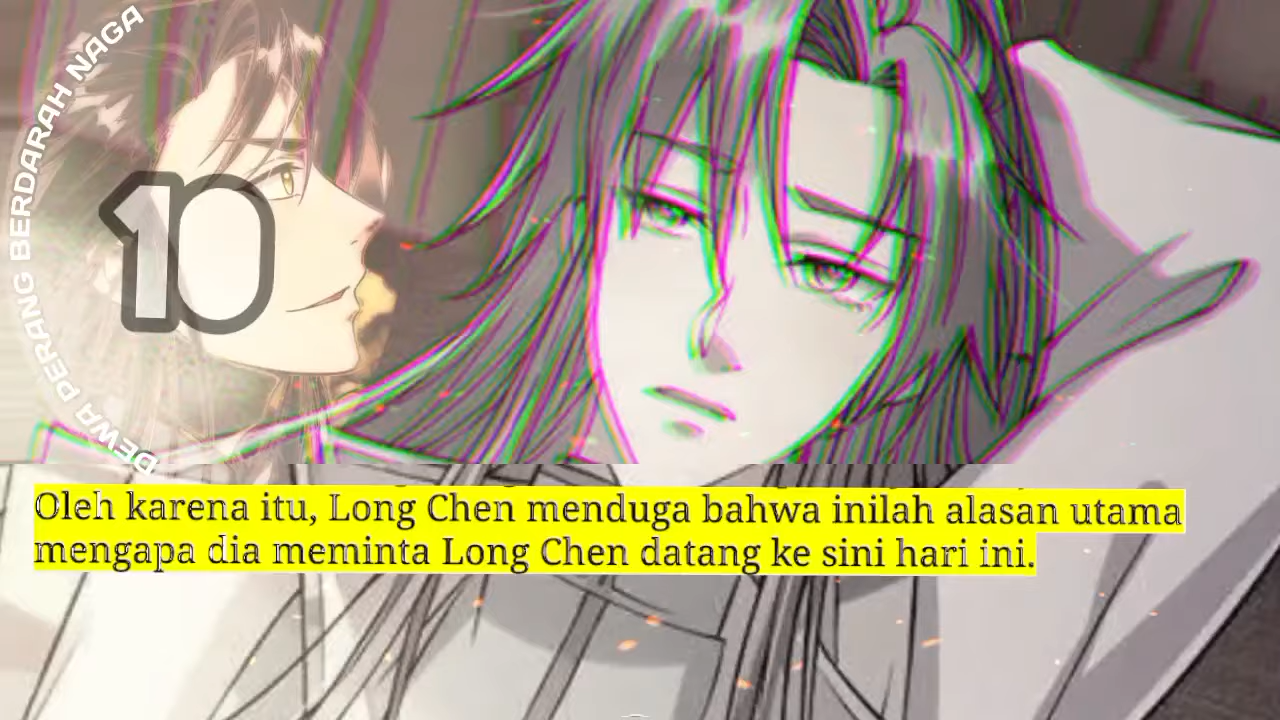 DEWA PERANG BERDARAH NAGA
10
Oleh karena itu, Long Chen menduga bahwa inilah alasan utama
mengapa dia meminta Long Chen datang ke sini hari ini.